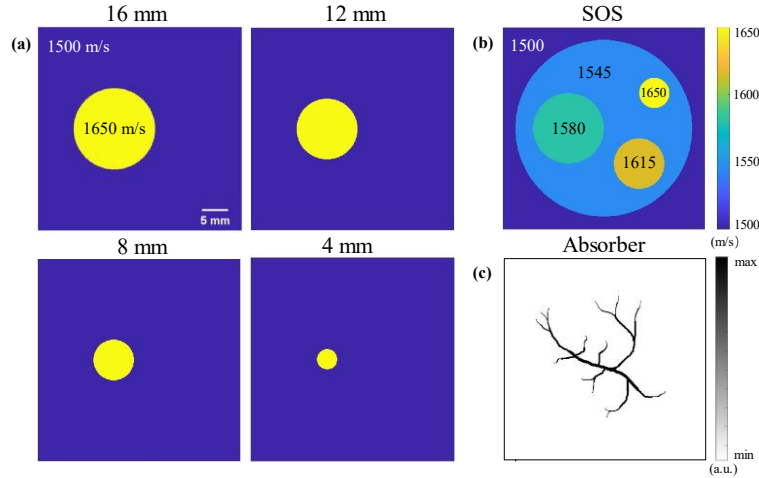 16 mm
12 mm
SOS
(a)
1500 m/s
1650 m/s
5 mm
(b)
1500
1545
1650
1580
1615
1650
1600
1550
1500
(m/s)
8 mm
4 mm
Absorber
(c)
max
min
(a.u.)